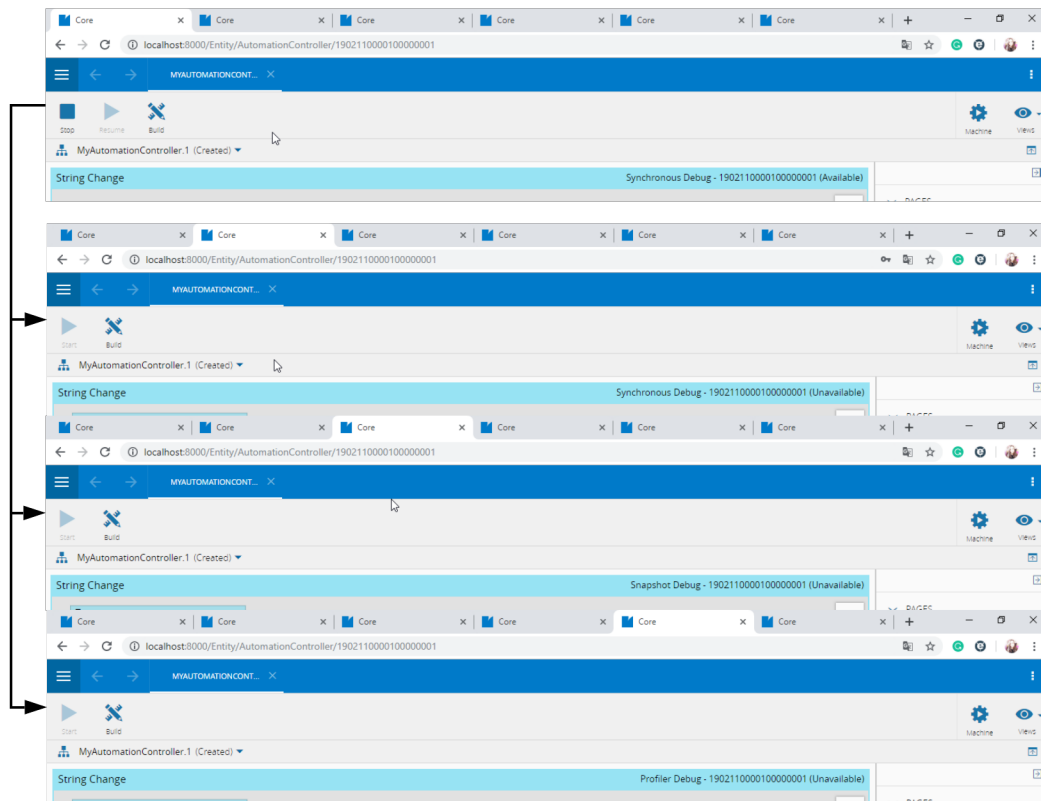 Core Core Core Core Core Core
localhost:8000/Entity/AutomationController/1902110000100000001
MYAUTOMATIONCONT...
Stop Resume Build Machine Views
MyAutomationController.1 (Created)
String Change Synchronous Debug - 1902110000100000001 (Available)
PAGES
Core Core Core Core Core Core
localhost:8000/Entity/AutomationController/1902110000100000001
MYAUTOMATIONCONT...
Start Build Machine Views
MyAutomationController.1 (Created)
String Change Synchronous Debug - 1902110000100000001 (Unavailable)
PAGES
Core Core Core Core Core Core
localhost:8000/Entity/AutomationController/1902110000100000001
MYAUTOMATIONCONT...
Start Build Machine Views
MyAutomationController.1 (Created)
String Change Snapshot Debug - 1902110000100000001 (Unavailable)
PAGES
Core Core Core Core Core Core
localhost:8000/Entity/AutomationController/1902110000100000001
MYAUTOMATIONCONT...
Start Build Machine Views
MyAutomationController.1 (Created)
String Change Profiler Debug - 1902110000100000001 (Unavailable)